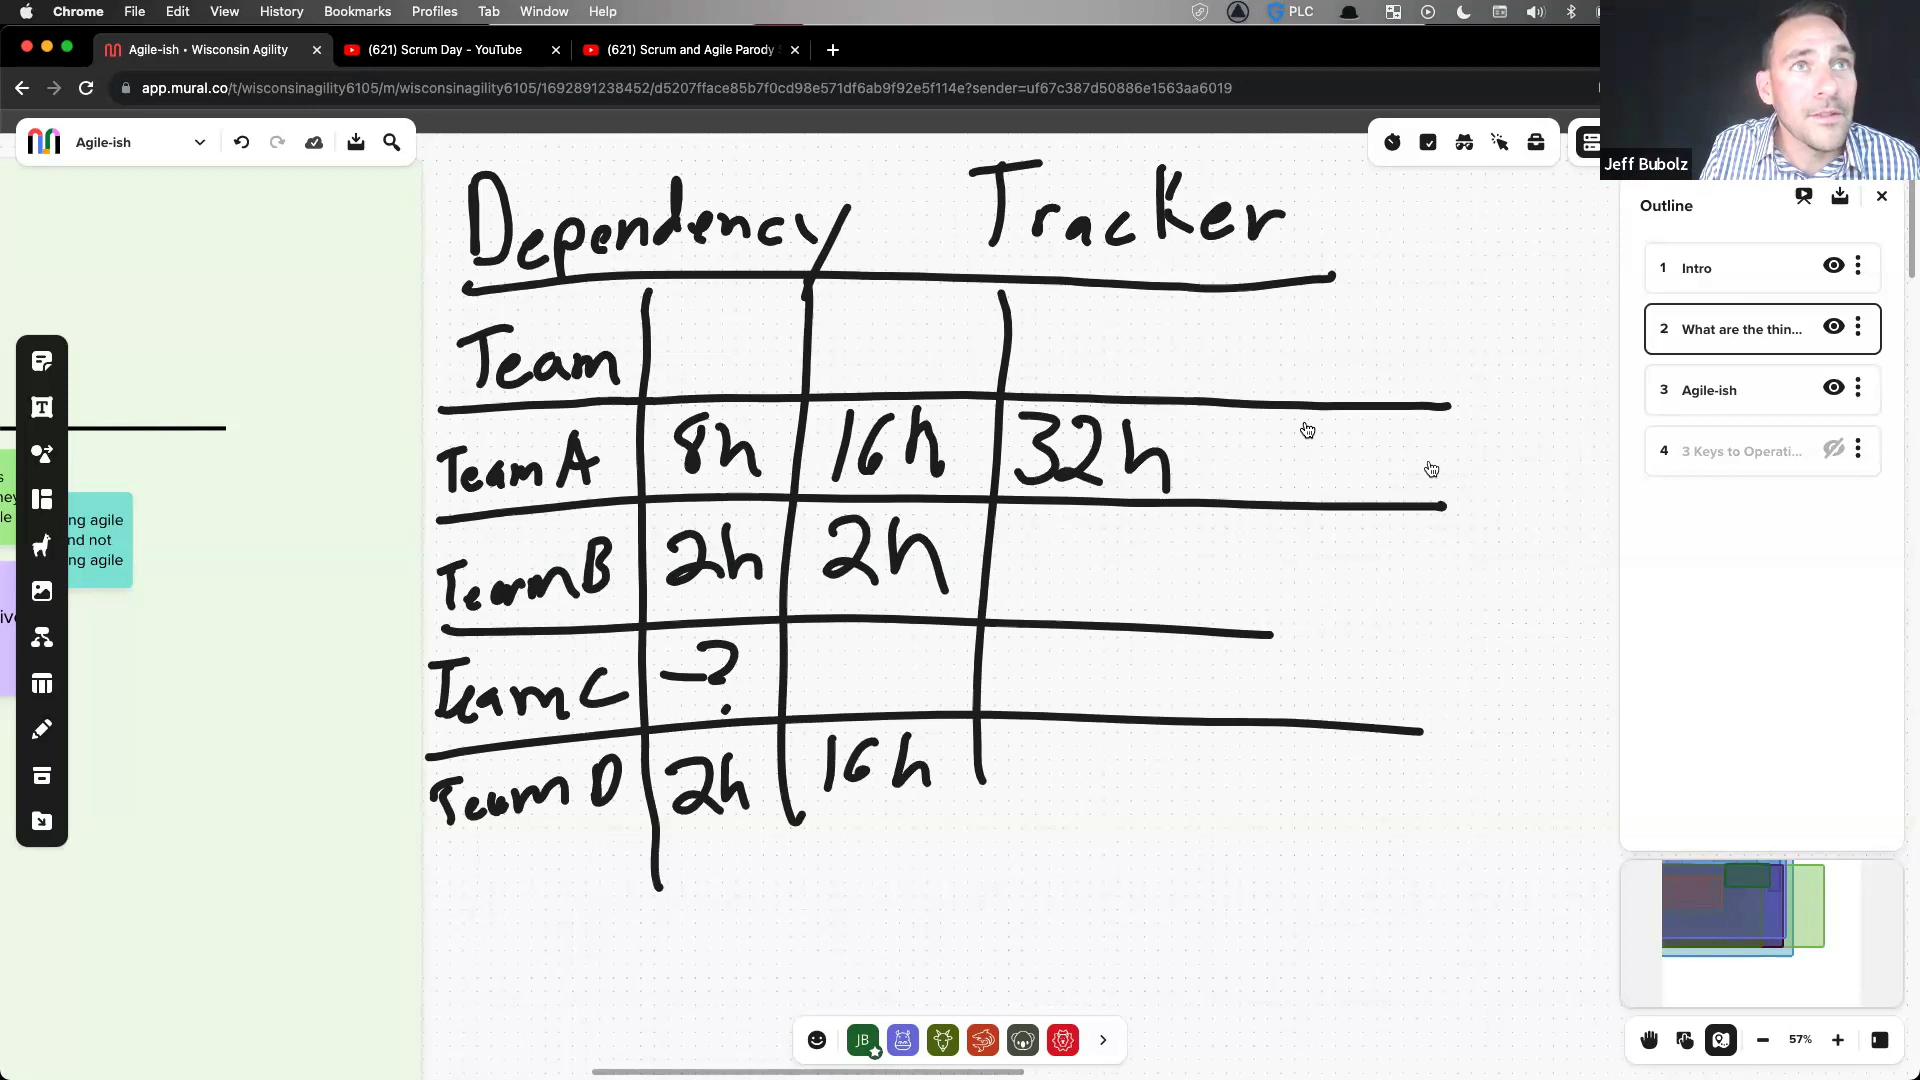 Chrome File Edit View History Bookmarks Profiles Tab Window Help
PLC
Agile-ish • Wisconsin Agility
(621) Scrum Day - YouTube
(621) Scrum and Agile Parody
app.mural.co/t/wisconsinagility6105/m/wisconsinagility6105/1692891238452/d5207fface85b7f0cd98e571df6ab9f92e5f114e?sender=uf67c387d50886e1563aa6019
Agile-ish
Jeff Bubolz
Outline
1 Intro
2 What are the thin...
3 Agile-ish
4 3 Keys to Operati...
Dependency Tracker
Team
Team A 8h 16h 32h
Team B 2h 2h
Team C - ?
Team D 2h 16h
ng agile
nd not
ng agile
JB
57%